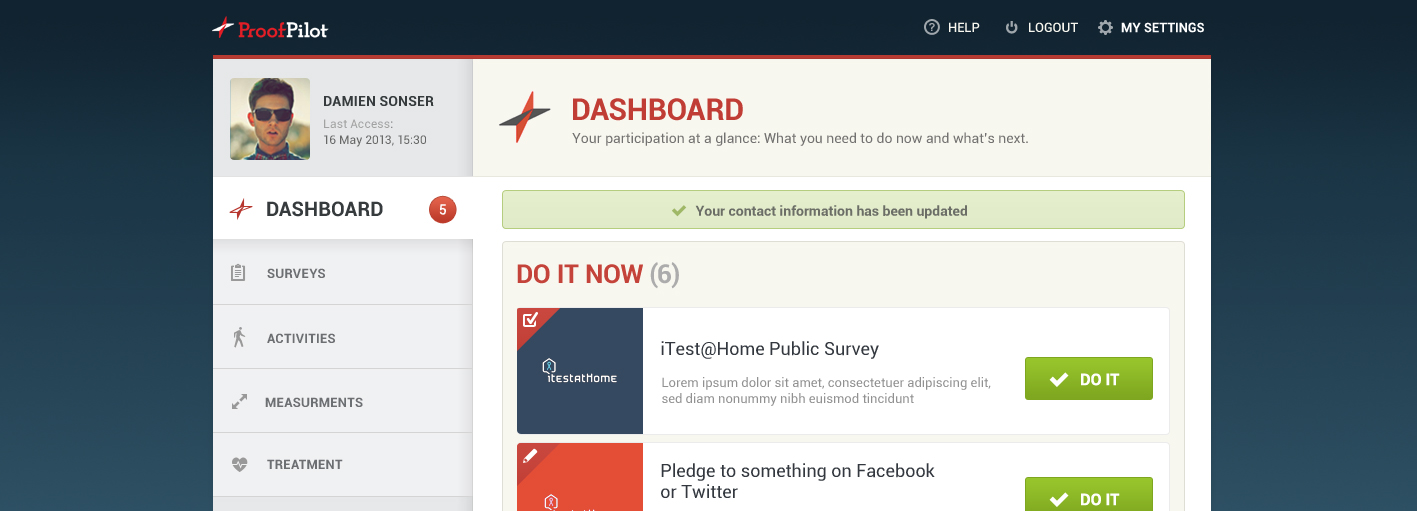 ProofPilot
HELP
LOGOUT
MY SETTINGS
DAMIEN SONSER
Last Access:
16 May 2013, 15:30
DASHBOARD
Your participation at a glance: What you need to do now and what's next.
DASHBOARD
5
SURVEYS
ACTIVITIES
MEASURMENTS
TREATMENT
Your contact information has been updated
DO IT NOW (6)
itestatHome
iTest@Home Public Survey
Lorem ipsum dolor sit amet, consectetuer adipiscing elit,
sed diam nonummy nibh euismod tincidunt
DO IT
Pledge to something on Facebook
or Twitter
DO IT